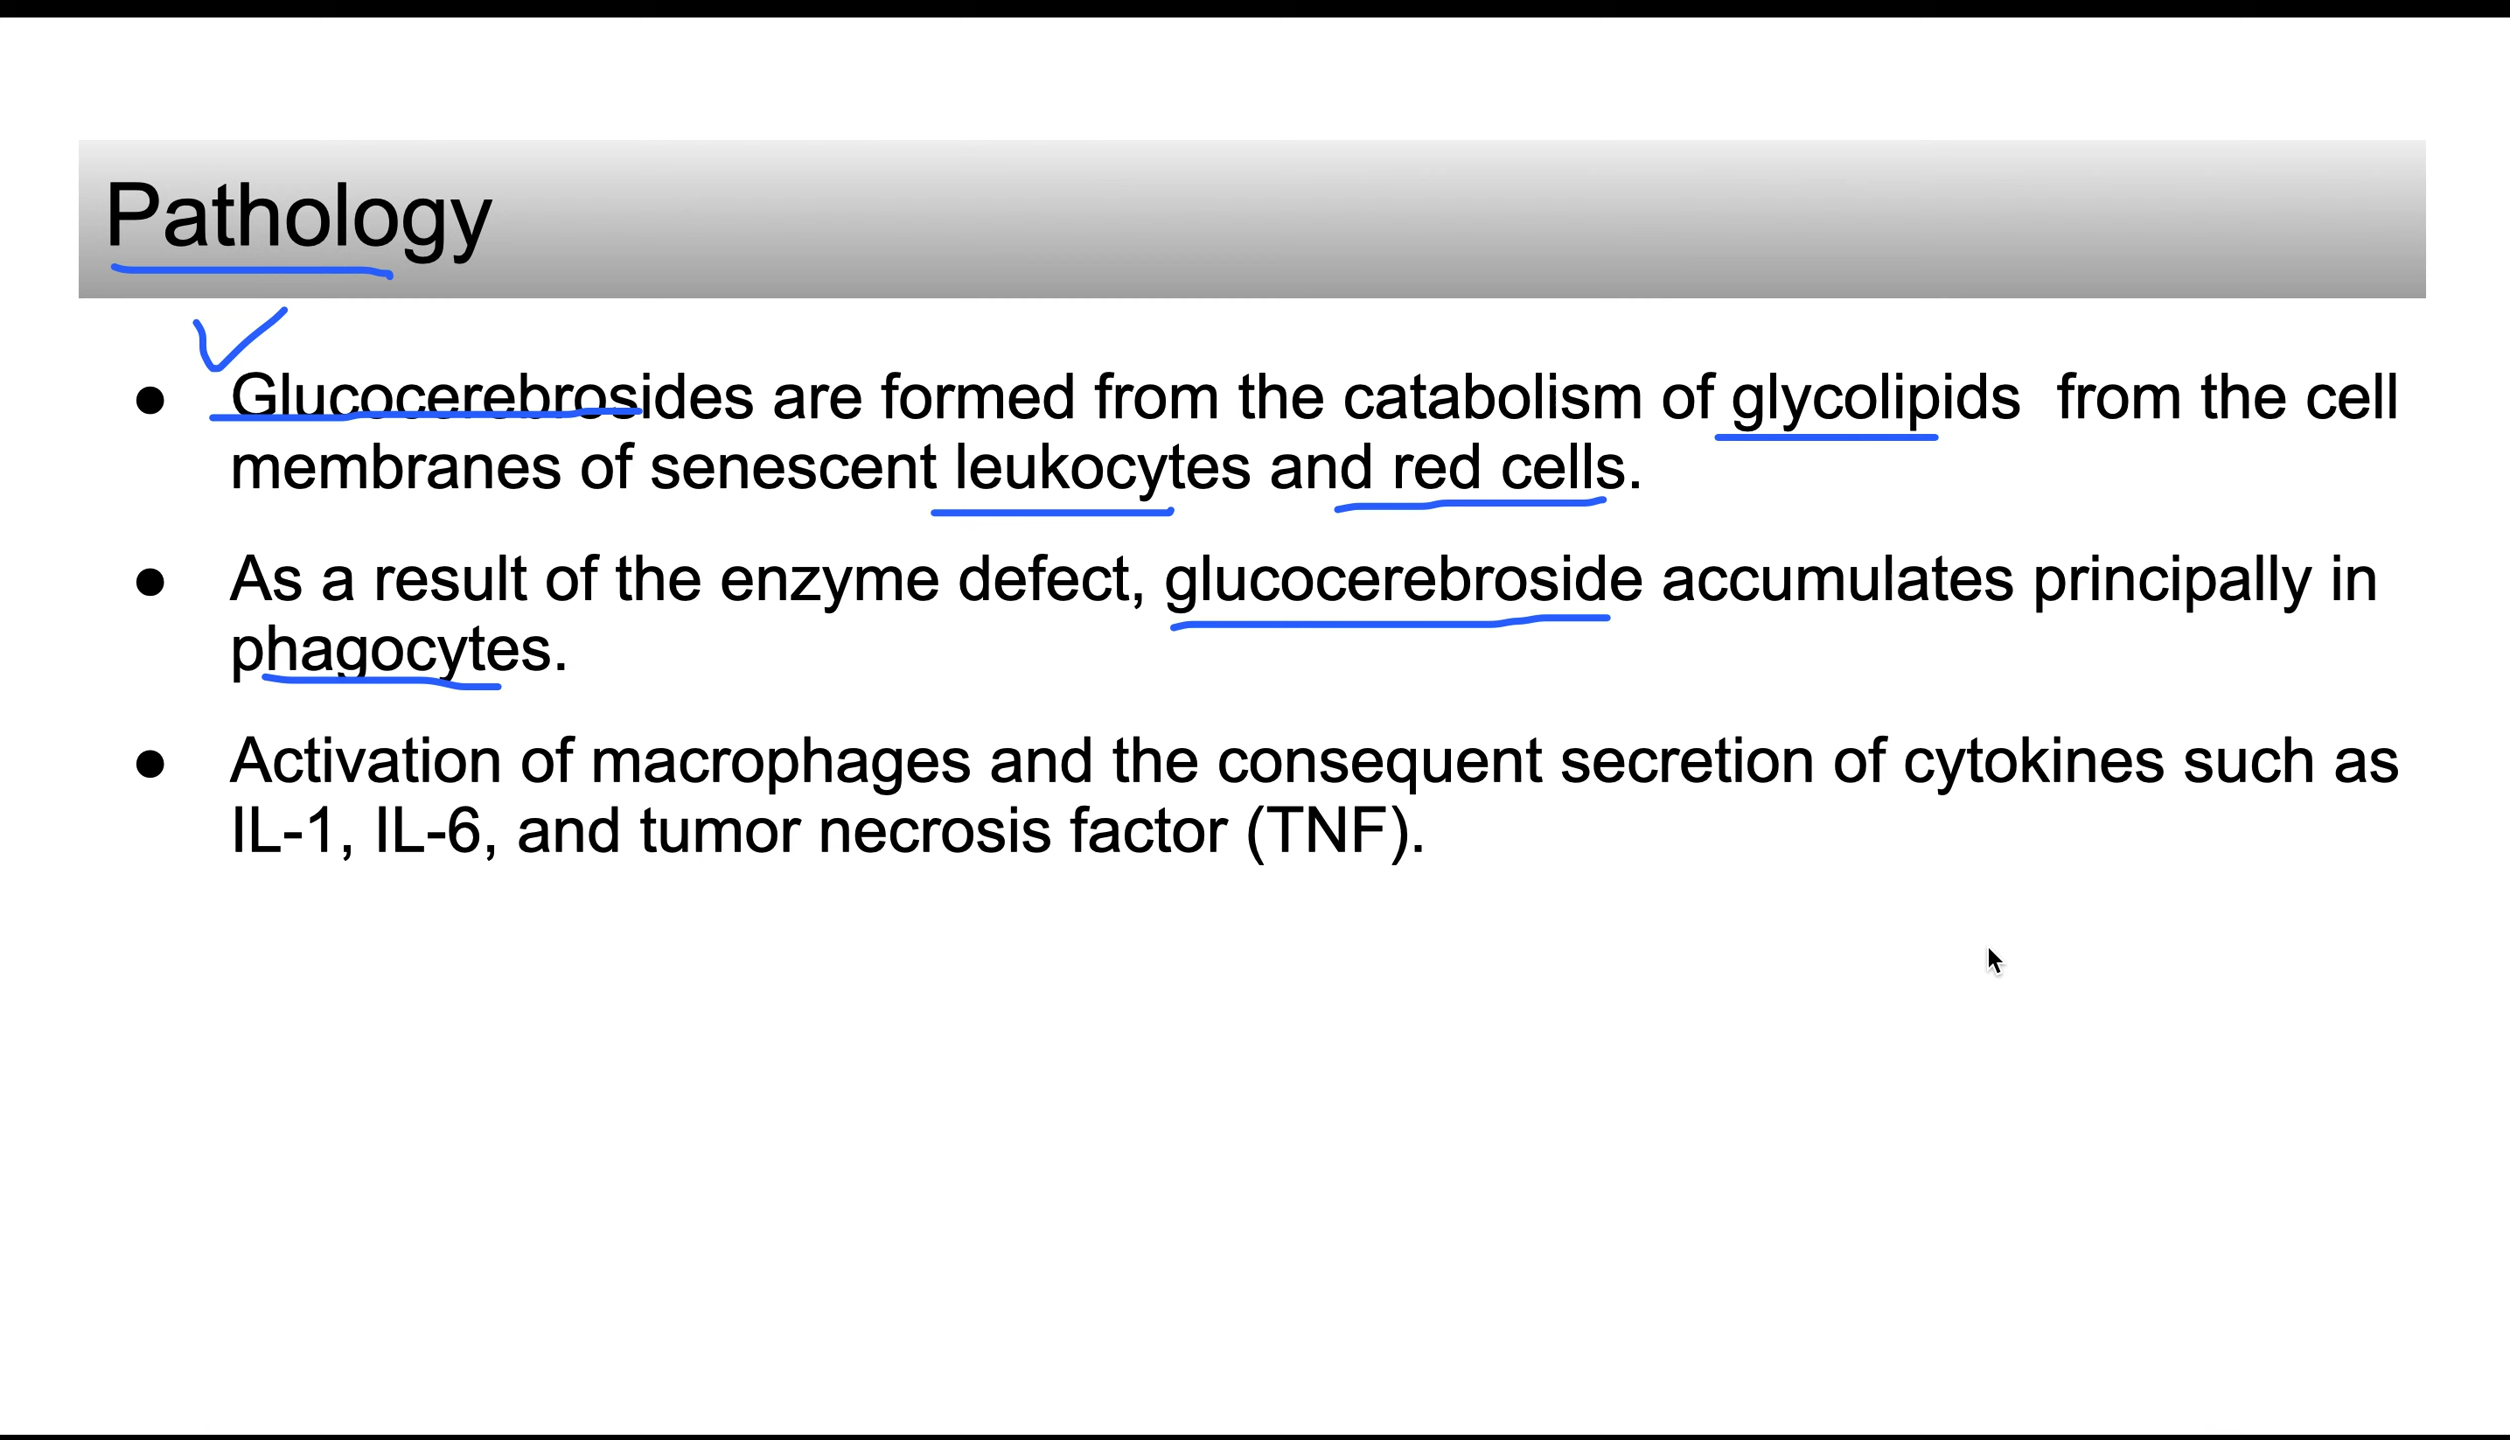 Pathology
● Glucocerebrosides are formed from the catabolism of glycolipids from the cell
membranes of senescent leukocytes and red cells.
● As a result of the enzyme defect, glucocerebroside accumulates principally in
phagocytes.
● Activation of macrophages and the consequent secretion of cytokines such as
IL-1, IL-6, and tumor necrosis factor (TNF).